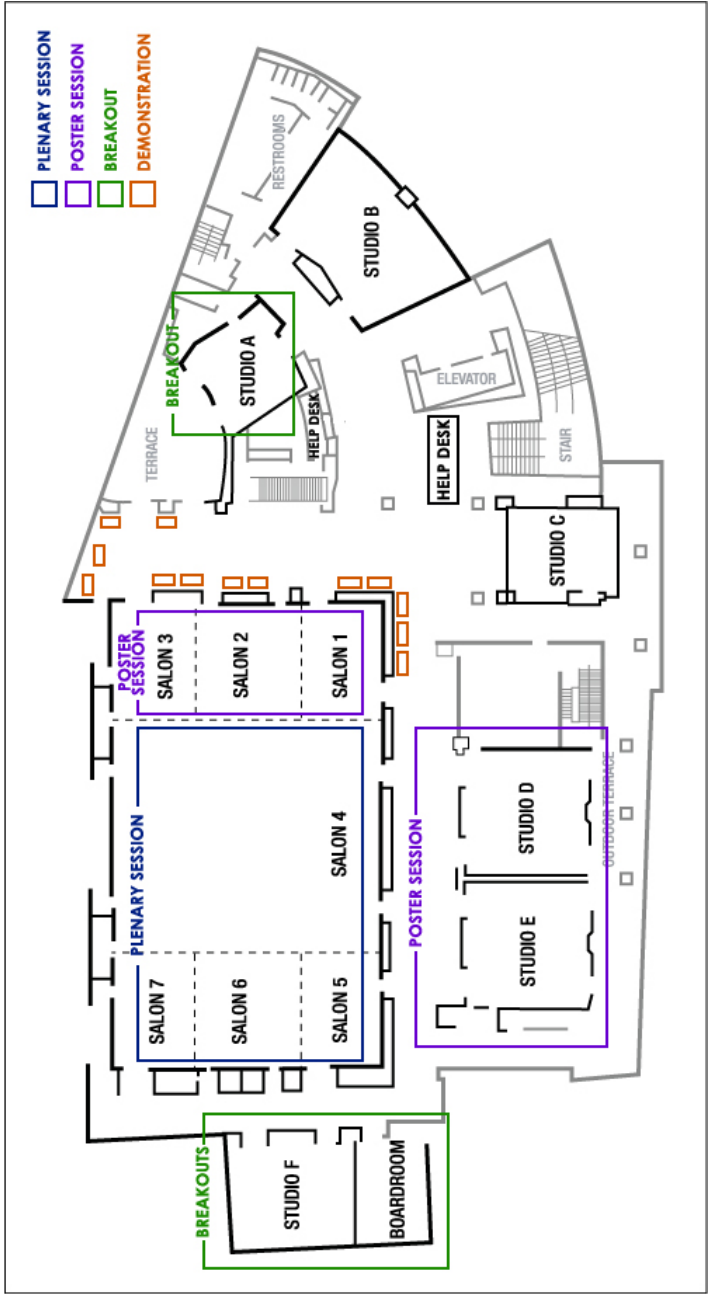 PLENARY SESSION
POSTER SESSION
BREAKOUT
DEMONSTRATION
RESTROOMS
STUDIO B
BREAKOUT
STUDIO A
TERRACE
HELP DESK
ELEVATOR
HELP DESK
STAIR
STUDIO C
POSTER
SESSION
SALON 3
SALON 2
SALON 1
PLENARY SESSION
SALON 4
SALON 7
SALON 6
SALON 5
POSTER SESSION
STUDIO D
OUTDOOR TERRACE
STUDIO E
BREAKOUTS
STUDIO F
BOARDROOM